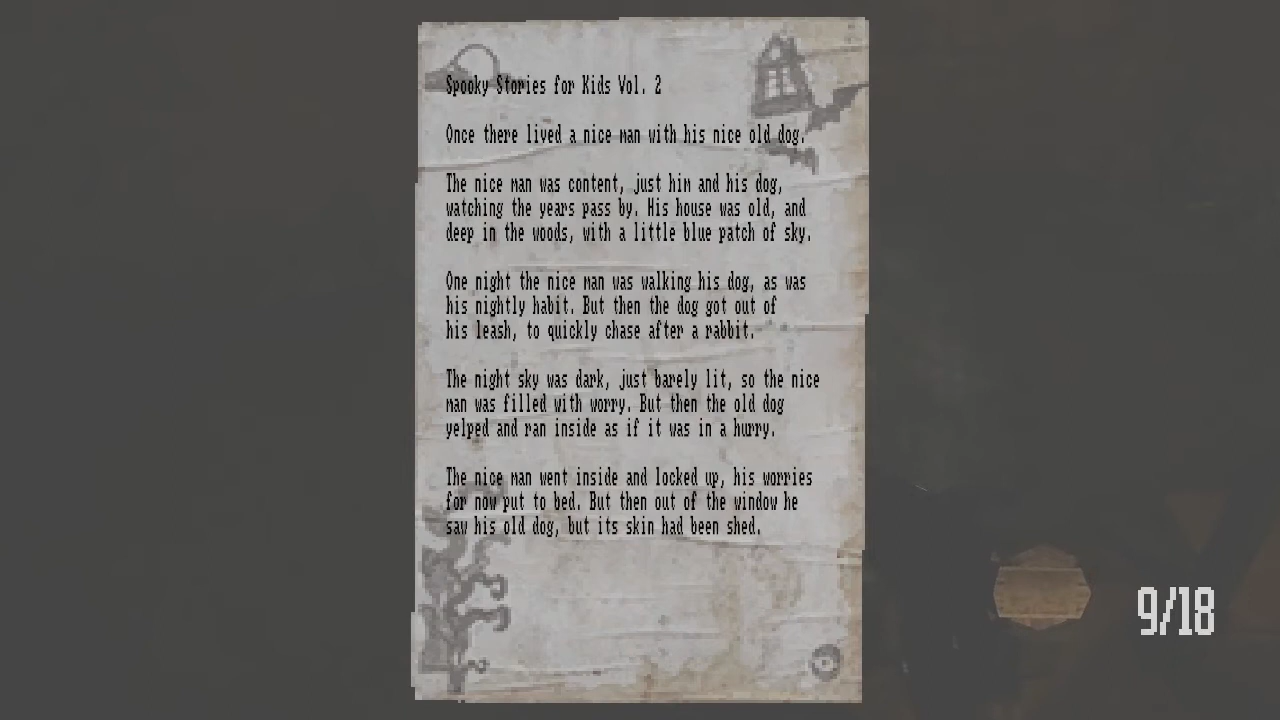 Spooky Stories for Kids Vol. 2
Once there lived a nice man with his nice old dog.
The nice man was content, just him and his dog,
watching the years pass by. His house was old, and
deep in the woods, with a little blue patch of sky.
One night the nice man was walking his dog, as was
his nightly habit. But then the dog got out of
his leash, to quickly chase after a rabbit.
The night sky was dark, just barely lit, so the nice
man was filled with worry. But then the old dog
yelped and ran inside as if it was in a hurry.
The nice man went inside and locked up, his worries
for now put to bed. But then out of the window he
saw his old dog, but its skin had been shed.
9/18